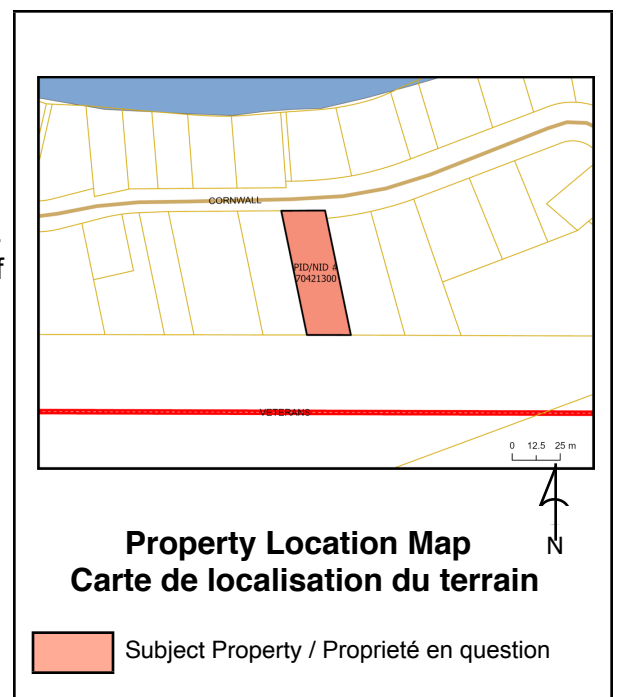 f
CORNWALL
PID/NID #
70421300
VETERANS
0 12.5 25 m
N
Property Location Map
Carte de localisation du terrain
Subject Property / Proprieté en question